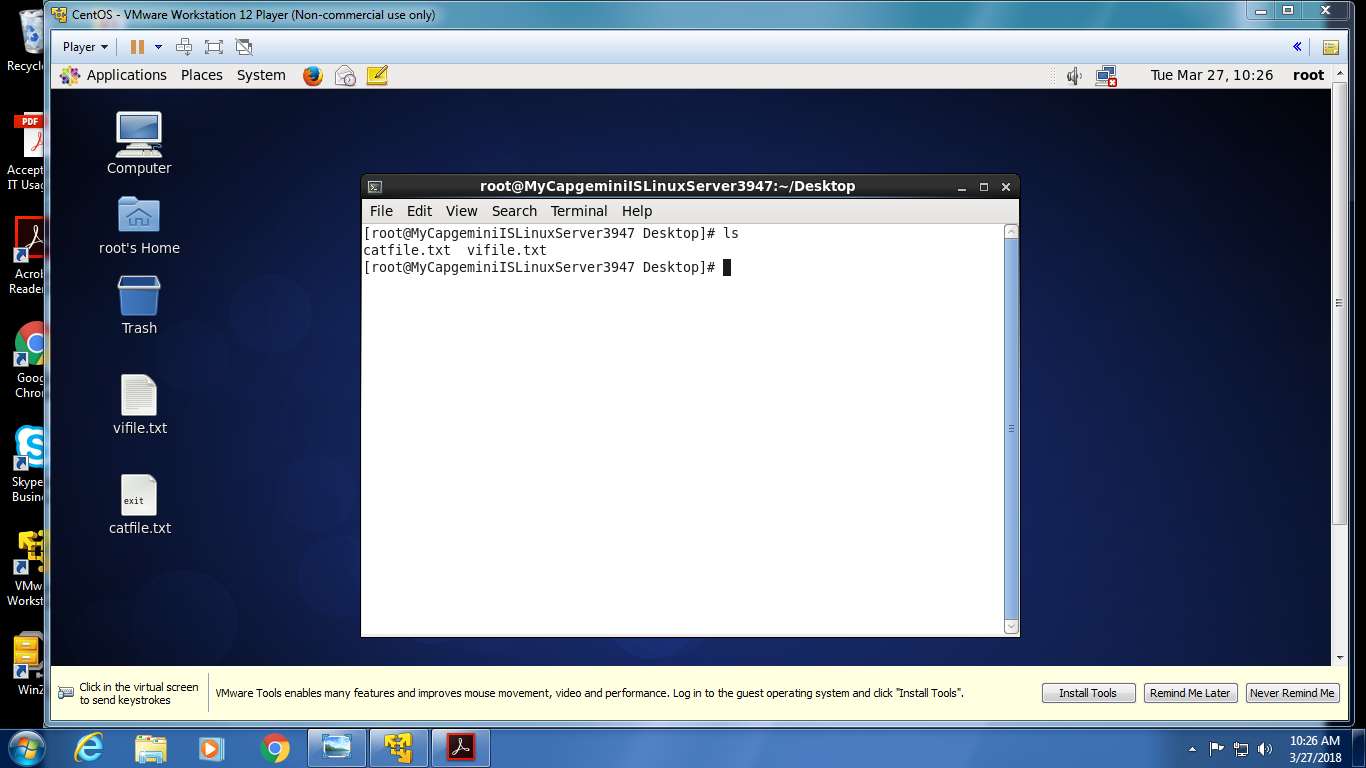 CentOS - VMware Workstation 12 Player (Non-commercial use only)
Player
Applications Places System
Tue Mar 27, 10:26 root
Recycle
PDF
Accept
IT Usag
Acrob
Reader
Goog
Chrom
Skype
Busine
VMw
Workst
WinZ
Computer
root's Home
Trash
vifile.txt
exit
catfile.txt
root@MyCapgeminiISLinuxServer3947:~/Desktop
File Edit View Search Terminal Help
[root@MyCapgeminiISLinuxServer3947 Desktop]# ls
catfile.txt  vifile.txt
[root@MyCapgeminiISLinuxServer3947 Desktop]#
Click in the virtual screen
to send keystrokes
VMware Tools enables many features and improves mouse movement, video and performance. Log in to the guest operating system and click "Install Tools".
Install Tools
Remind Me Later
Never Remind Me
10:26 AM
3/27/2018